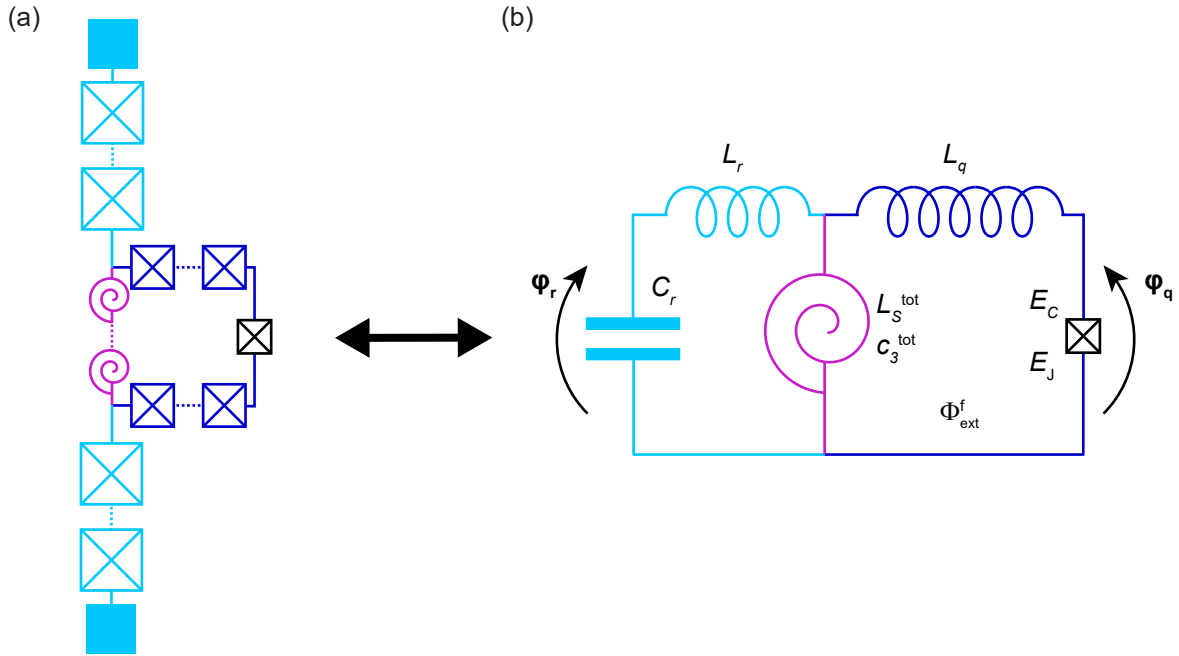 (a)
(b)
L_r
L_q
φ_r
C_r
L_S^tot
c_3^tot
E_C
E_J
φ_q
Φ_ext^f